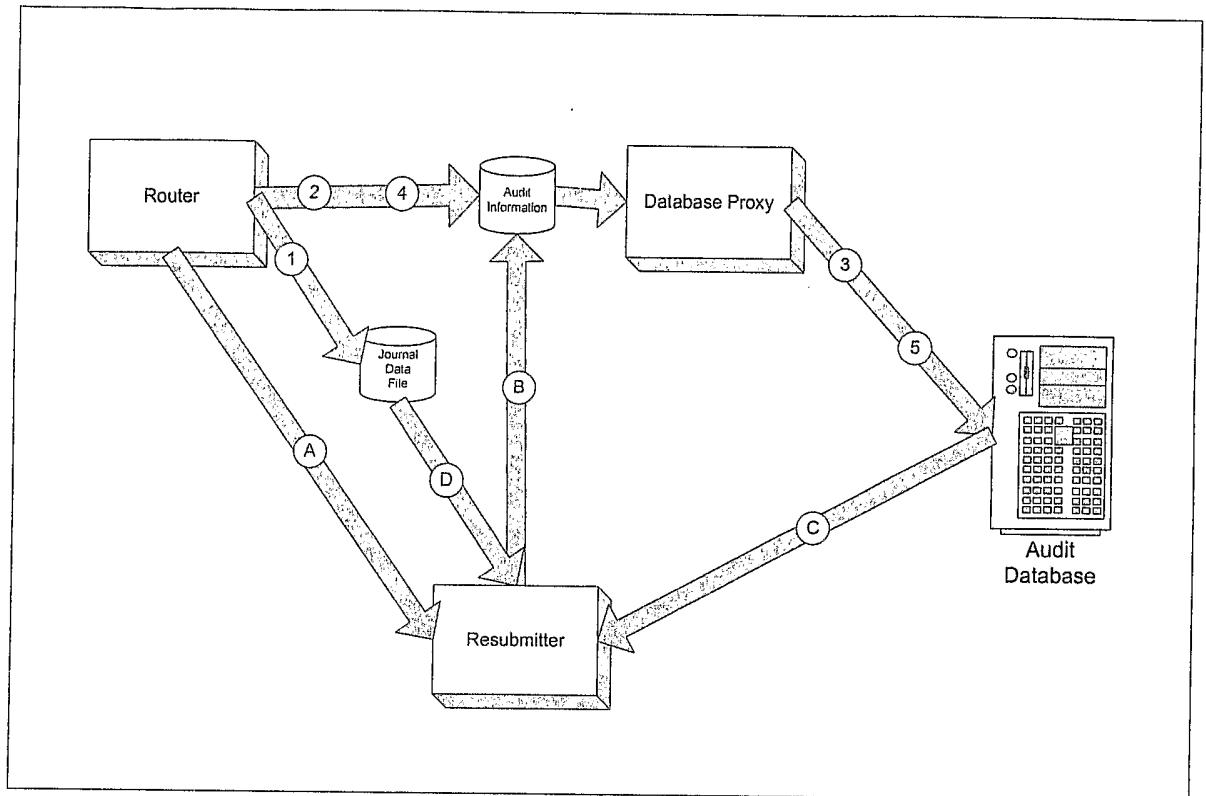 Router
2
4
Audit
Information
Database Proxy
1
3
Journal
Data
File
5
B
A
D
C
Audit
Database
Resubmitter